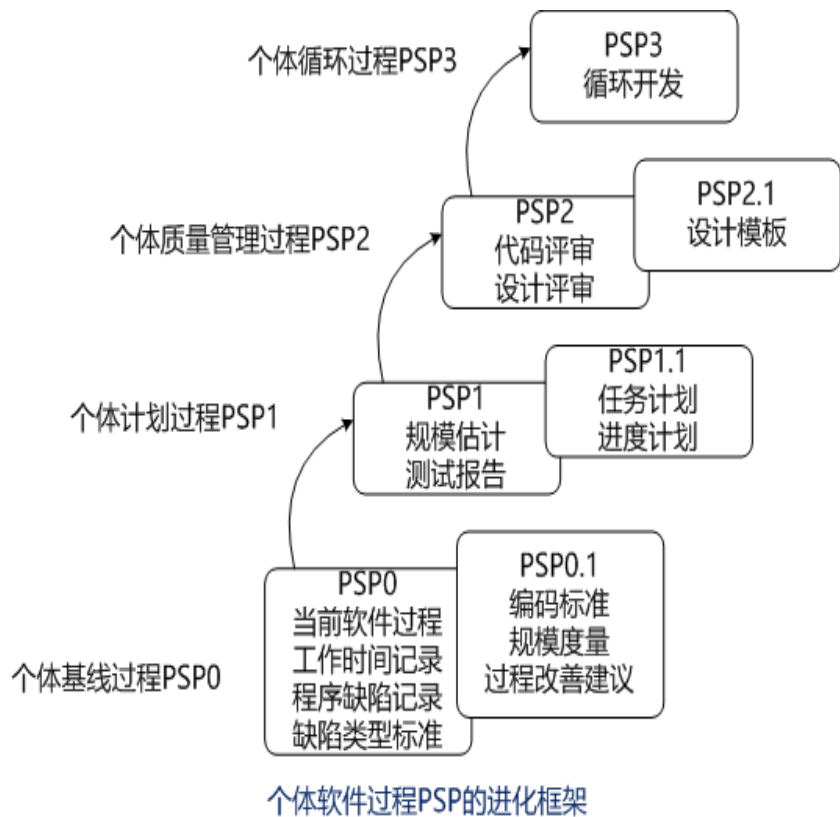 个体循环过程PSP3
PSP3
循环开发
个体质量管理过程PSP2
PSP2
代码评审
设计评审
PSP2.1
设计模板
个体计划过程PSP1
PSP1
规模估计
测试报告
PSP1.1
任务计划
进度计划
个体基线过程PSP0
PSP0
当前软件过程
工作时间记录
程序缺陷记录
缺陷类型标准
PSP0.1
编码标准
规模度量
过程改善建议
个体软件过程PSP的进化框架